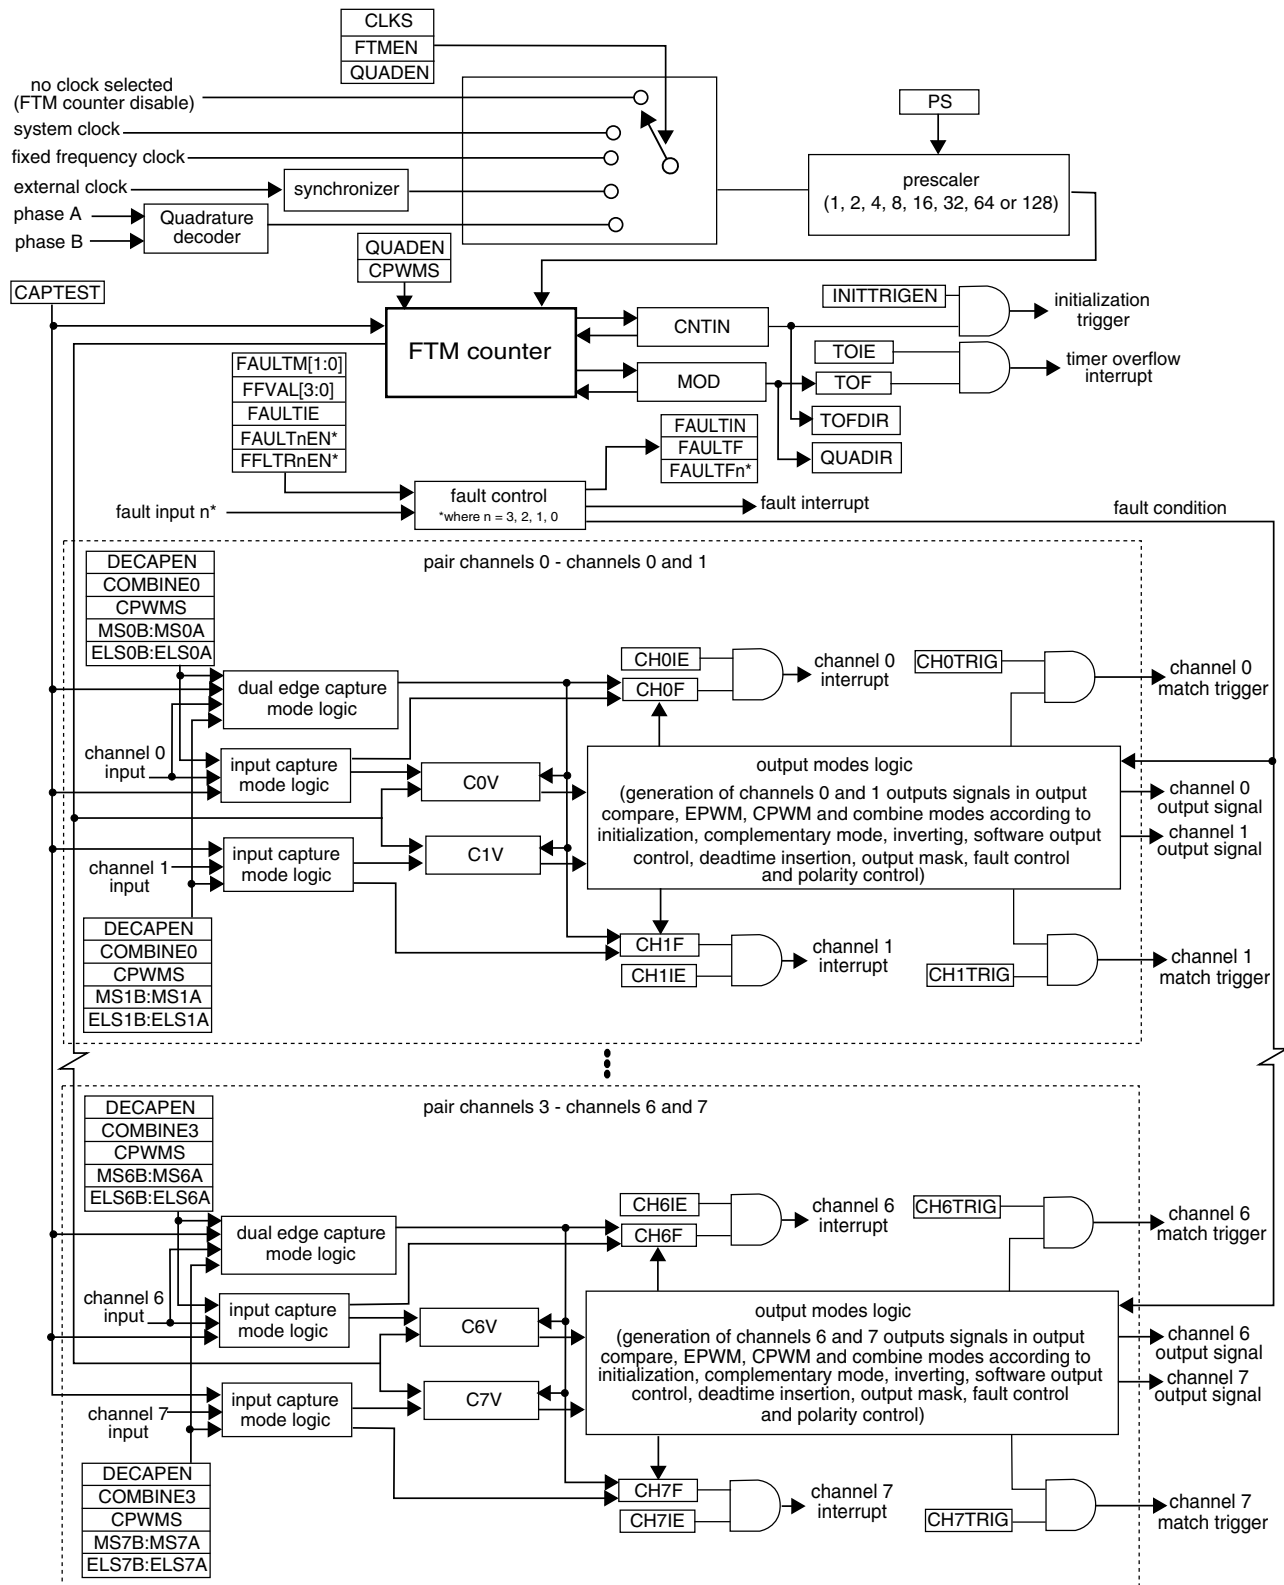 CLKS
FTMEN
QUADEN
no clock selected
(FTM counter disable)
system clock
fixed frequency clock
external clock
synchronizer
phase A
phase B
Quadrature
decoder
PS
prescaler
(1, 2, 4, 8, 16, 32, 64 or 128)
QUADEN
CPWMS
CAPTEST
FTM counter
CNTIN
MOD
INITTRIGEN
initialization
trigger
TOIE
TOF
timer overflow
interrupt
TOFDIR
QUADIR
FAULTM[1:0]
FFVAL[3:0]
FAULTIE
FAULTnEN*
FFLTRnEN*
FAULTIN
FAULTF
FAULTFn*
fault input n*
fault control
*where n = 3, 2, 1, 0
fault interrupt
fault condition
pair channels 0 - channels 0 and 1
DECAPEN
COMBINE0
CPWMS
MS0B:MS0A
ELS0B:ELS0A
dual edge capture
mode logic
CH0IE
CH0F
channel 0
interrupt
CH0TRIG
channel 0
match trigger
channel 0
input
input capture
mode logic
C0V
output modes logic
(generation of channels 0 and 1 outputs signals in output
compare, EPWM, CPWM and combine modes according to
initialization, complementary mode, inverting, software output
control, deadtime insertion, output mask, fault control
and polarity control)
channel 0
output signal
channel 1
output signal
channel 1
input
input capture
mode logic
C1V
DECAPEN
COMBINE0
CPWMS
MS1B:MS1A
ELS1B:ELS1A
CH1F
CH1IE
channel 1
interrupt
CH1TRIG
channel 1
match trigger
pair channels 3 - channels 6 and 7
DECAPEN
COMBINE3
CPWMS
MS6B:MS6A
ELS6B:ELS6A
dual edge capture
mode logic
CH6IE
CH6F
channel 6
interrupt
CH6TRIG
channel 6
match trigger
channel 6
input
input capture
mode logic
C6V
output modes logic
(generation of channels 6 and 7 outputs signals in output
compare, EPWM, CPWM and combine modes according to
initialization, complementary mode, inverting, software output
control, deadtime insertion, output mask, fault control
and polarity control)
channel 6
output signal
channel 7
output signal
channel 7
input
input capture
mode logic
C7V
DECAPEN
COMBINE3
CPWMS
MS7B:MS7A
ELS7B:ELS7A
CH7F
CH7IE
channel 7
interrupt
CH7TRIG
channel 7
match trigger